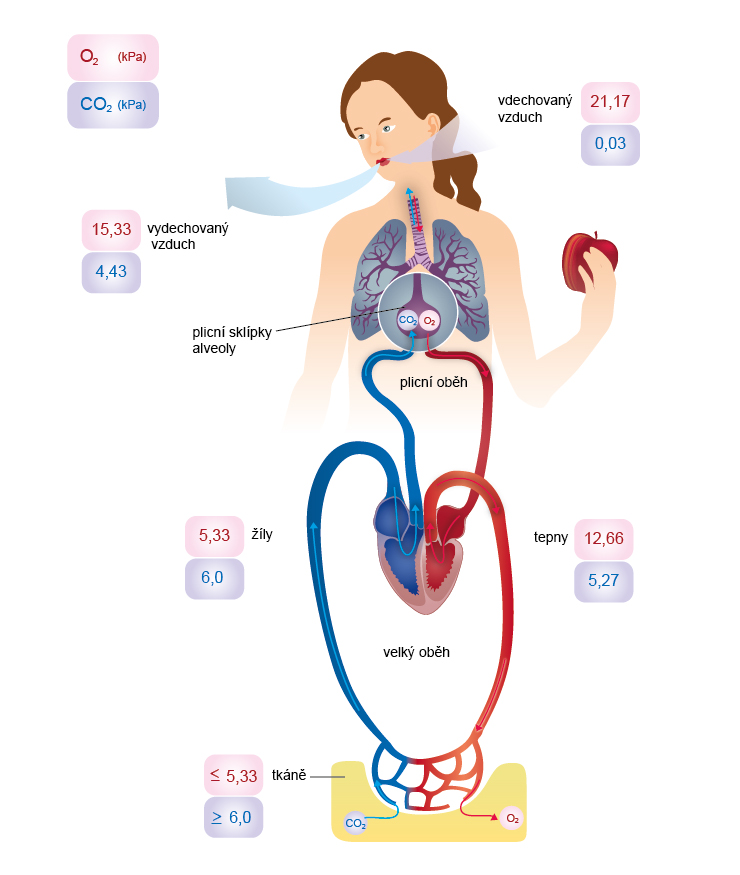 O₂ (kPa)
CO₂ (kPa)
vdechovaný
vzduch
21,17
0,03
15,33
4,43
vydechovaný
vzduch
plicní sklípky
alveoly
CO₂
O₂
plicní oběh
5,33
6,0
žíly
tepny
12,66
5,27
velký oběh
≤ 5,33
≥ 6,0
tkáně
CO₂
O₂